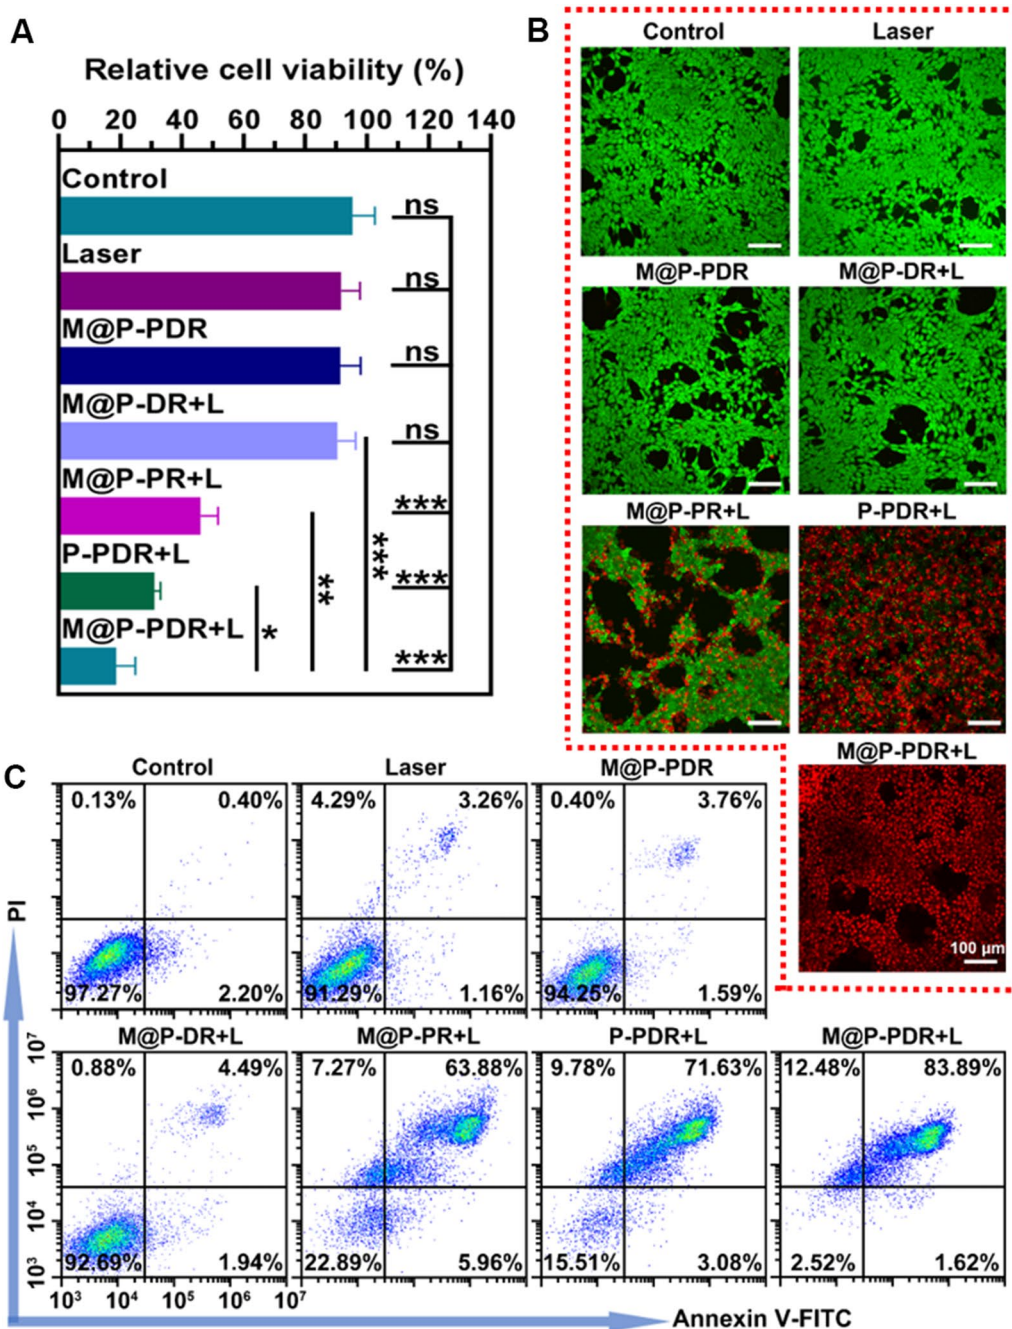 A
Relative cell viability (%)
0 20 40 60 80 100 120 140
Control
ns
Laser
ns
M@P-PDR
ns
M@P-DR+L
ns
M@P-PR+L
***
P-PDR+L
***
**
***
M@P-PDR+L
*
***
B
Control Laser
M@P-PDR M@P-DR+L
M@P-PR+L P-PDR+L
M@P-PDR+L
100 μm
C
Control Laser M@P-PDR
0.13% 0.40% 4.29% 3.26% 0.40% 3.76%
97.27% 2.20% 91.29% 1.16% 94.25% 1.59%
PI
M@P-DR+L M@P-PR+L P-PDR+L M@P-PDR+L
10⁷
0.88% 4.49% 7.27% 63.88% 9.78% 71.63% 12.48% 83.89%
10⁶
10⁵
10⁴
92.69% 1.94% 22.89% 5.96% 15.51% 3.08% 2.52% 1.62%
10³
10³ 10⁴ 10⁵ 10⁶ 10⁷
Annexin V-FITC